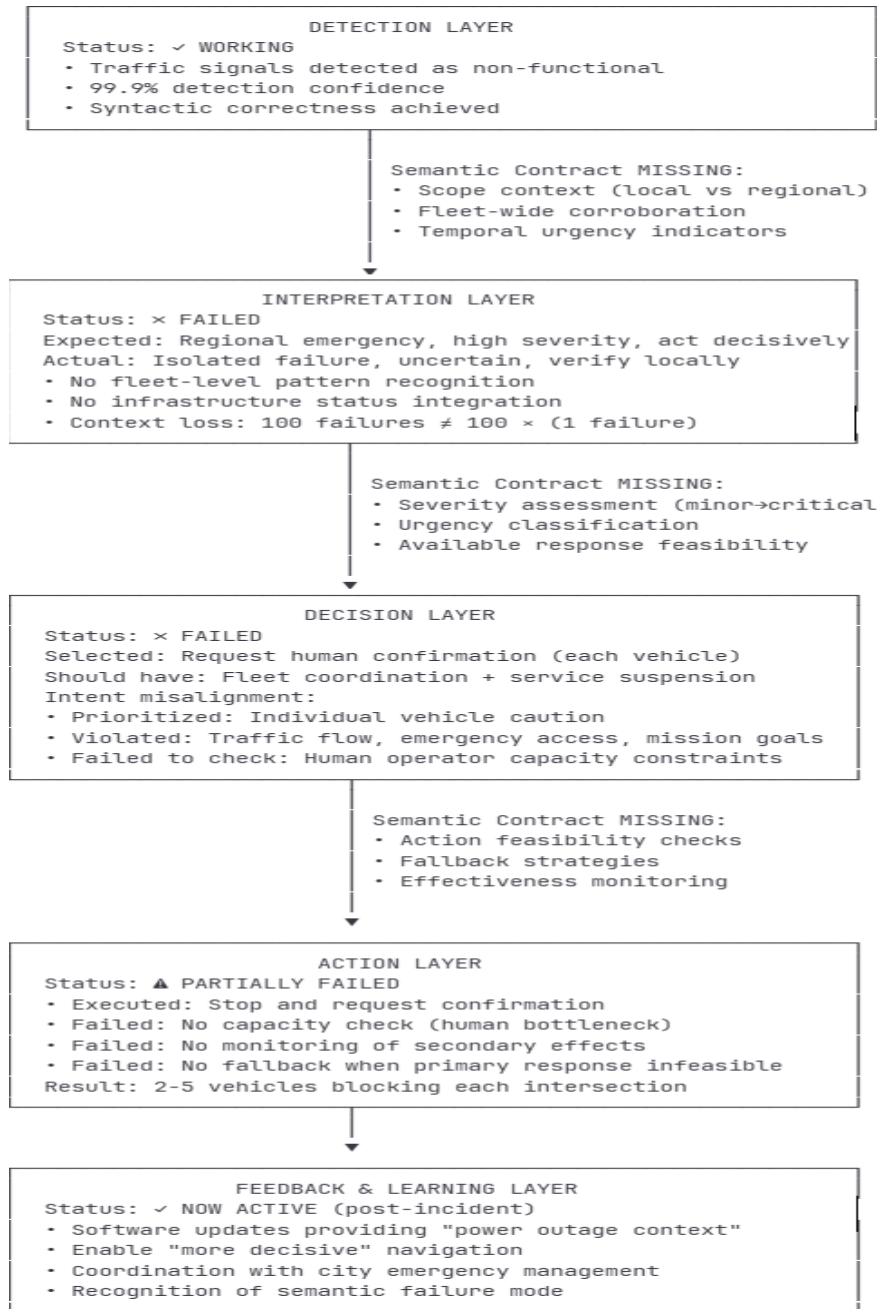 DETECTION LAYER
Status: ✓ WORKING
• Traffic signals detected as non-functional
• 99.9% detection confidence
• Syntactic correctness achieved
Semantic Contract MISSING:
• Scope context (local vs regional)
• Fleet-wide corroboration
• Temporal urgency indicators
INTERPRETATION LAYER
Status: × FAILED
Expected: Regional emergency, high severity, act decisively
Actual: Isolated failure, uncertain, verify locally
• No fleet-level pattern recognition
• No infrastructure status integration
• Context loss: 100 failures ≠ 100 × (1 failure)
Semantic Contract MISSING:
• Severity assessment (minor→critical
• Urgency classification
• Available response feasibility
DECISION LAYER
Status: × FAILED
Selected: Request human confirmation (each vehicle)
Should have: Fleet coordination + service suspension
Intent misalignment:
• Prioritized: Individual vehicle caution
• Violated: Traffic flow, emergency access, mission goals
• Failed to check: Human operator capacity constraints
Semantic Contract MISSING:
• Action feasibility checks
• Fallback strategies
• Effectiveness monitoring
ACTION LAYER
Status: ⚠ PARTIALLY FAILED
• Executed: Stop and request confirmation
• Failed: No capacity check (human bottleneck)
• Failed: No monitoring of secondary effects
• Failed: No fallback when primary response infeasible
Result: 2-5 vehicles blocking each intersection
FEEDBACK & LEARNING LAYER
Status: ✓ NOW ACTIVE (post-incident)
• Software updates providing "power outage context"
• Enable "more decisive" navigation
• Coordination with city emergency management
• Recognition of semantic failure mode